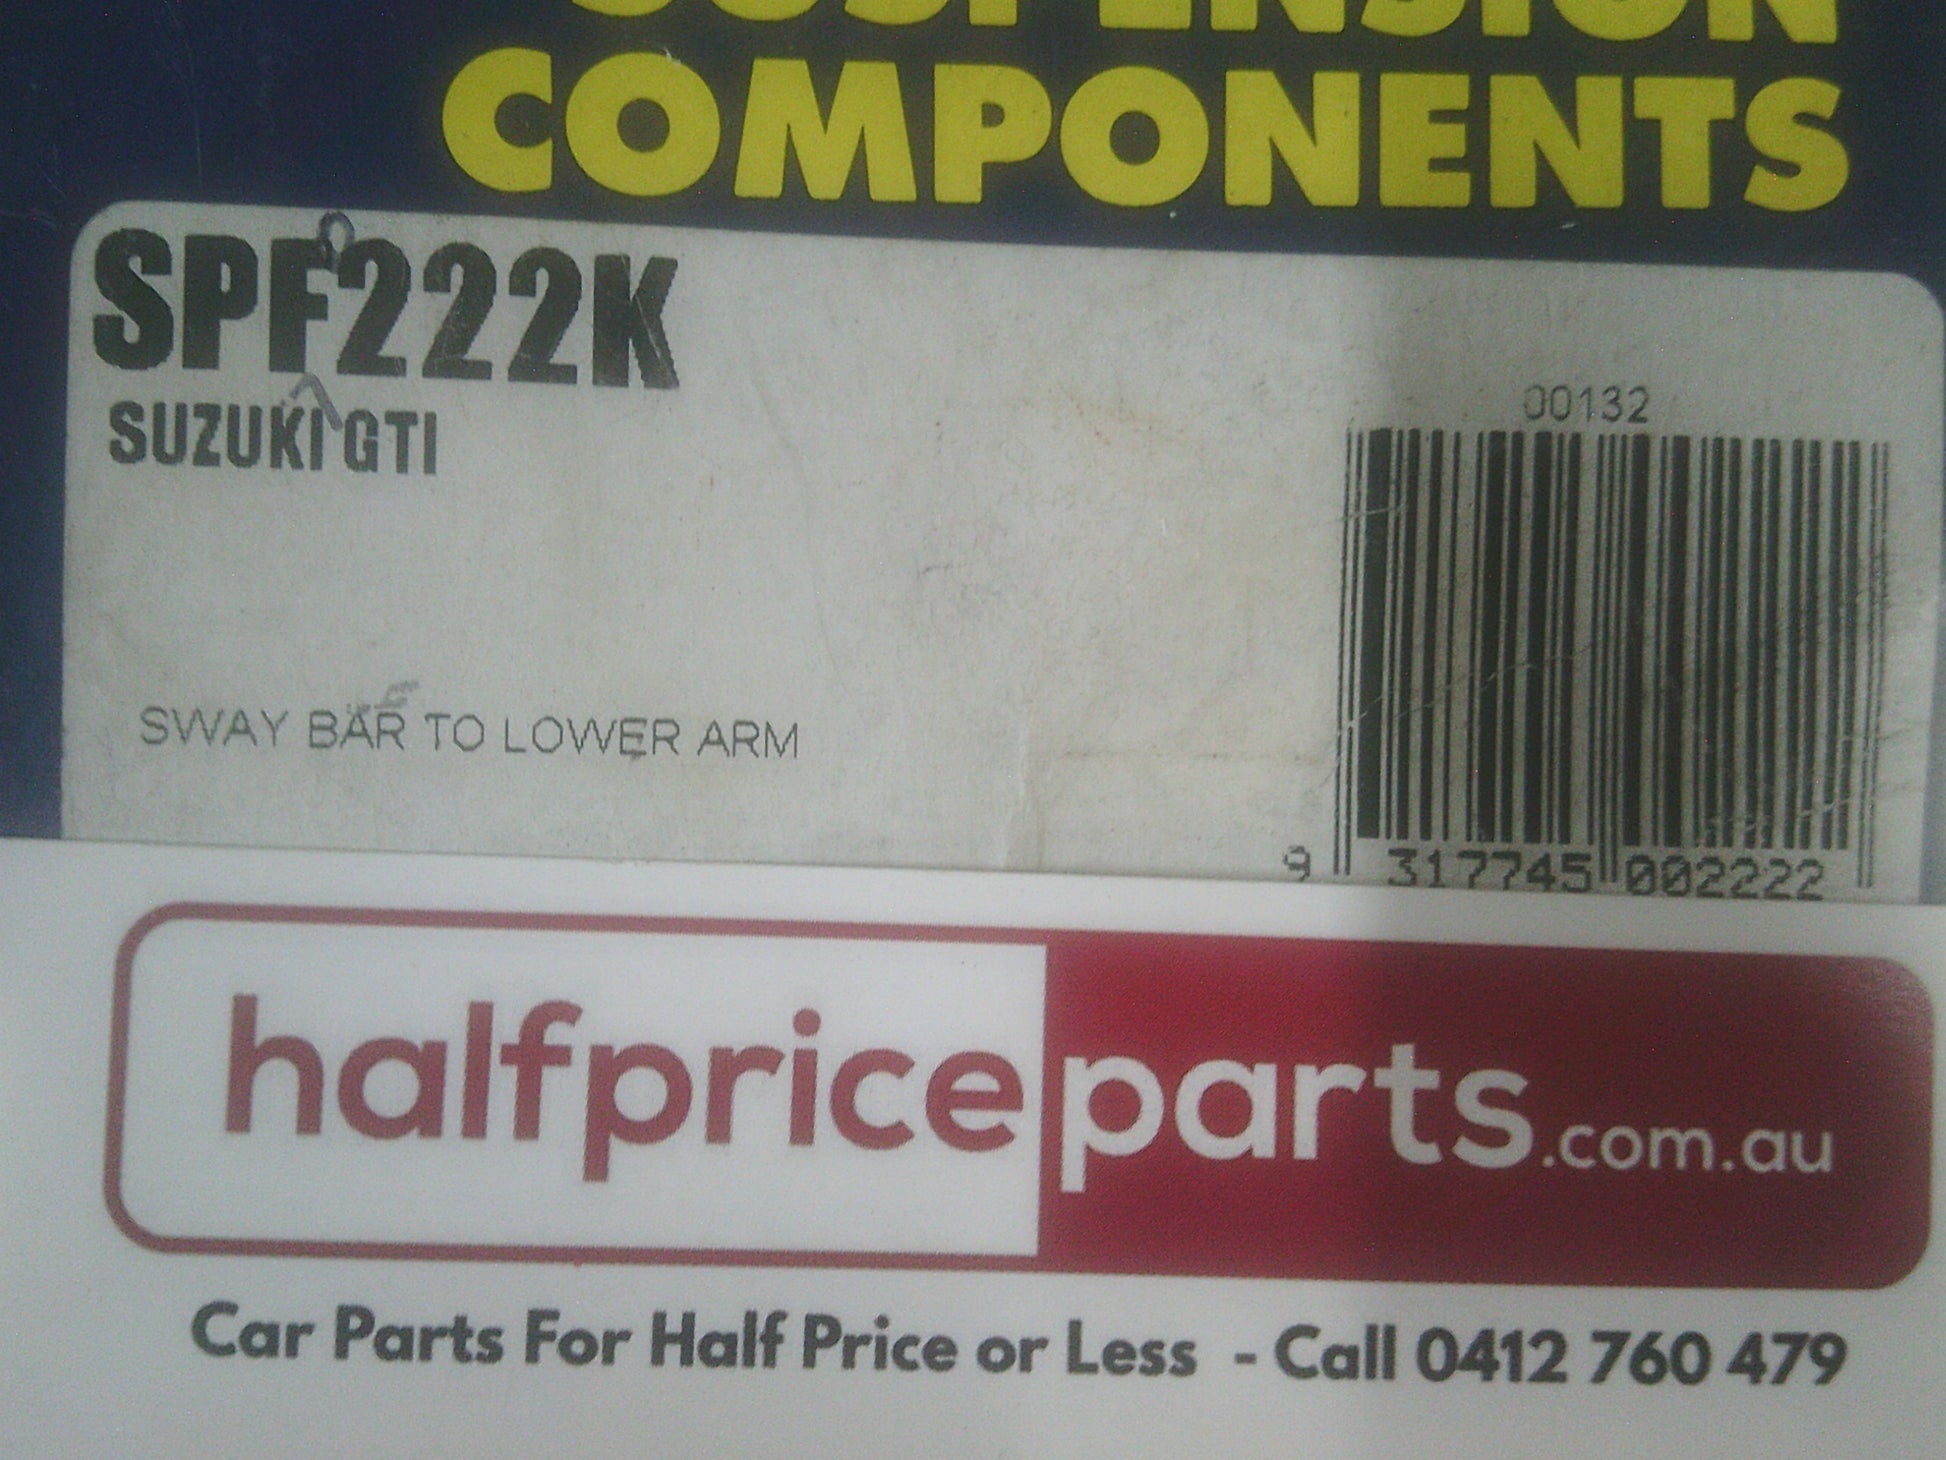 SUSPENSION
COMPONENTS
SPF222K
SUZUKI GTI
00132
SWAY BAR TO LOWER ARM
9 317745 002222
halfpriceparts.com.au
Car Parts For Half Price or Less - Call 0412 760 479